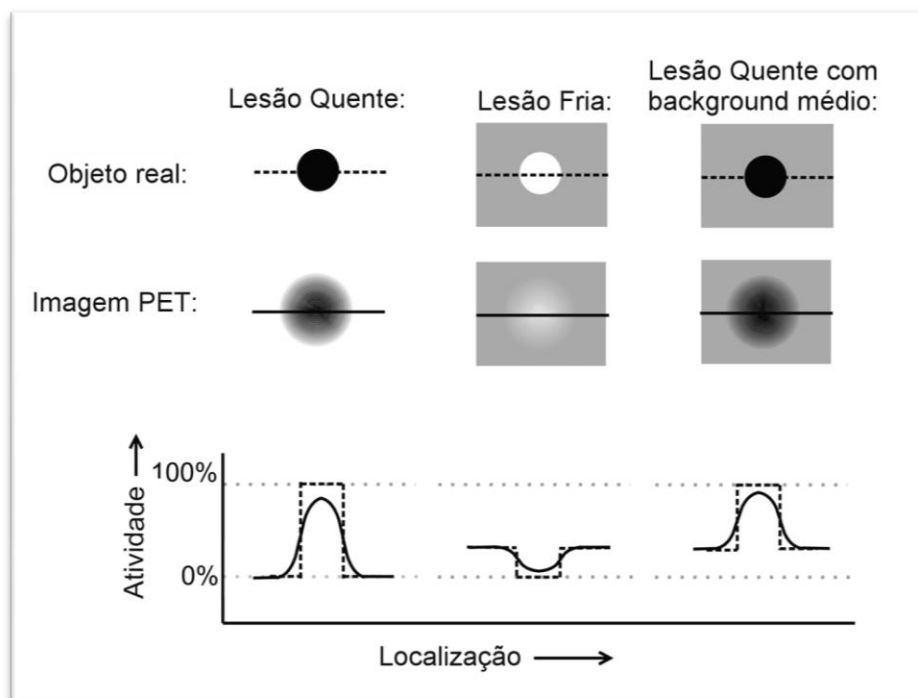 Lesão Quente:
Lesão Fria:
Lesão Quente com
background médio:
Objeto real:
Imagem PET:
Atividade
100%
0%
Localização